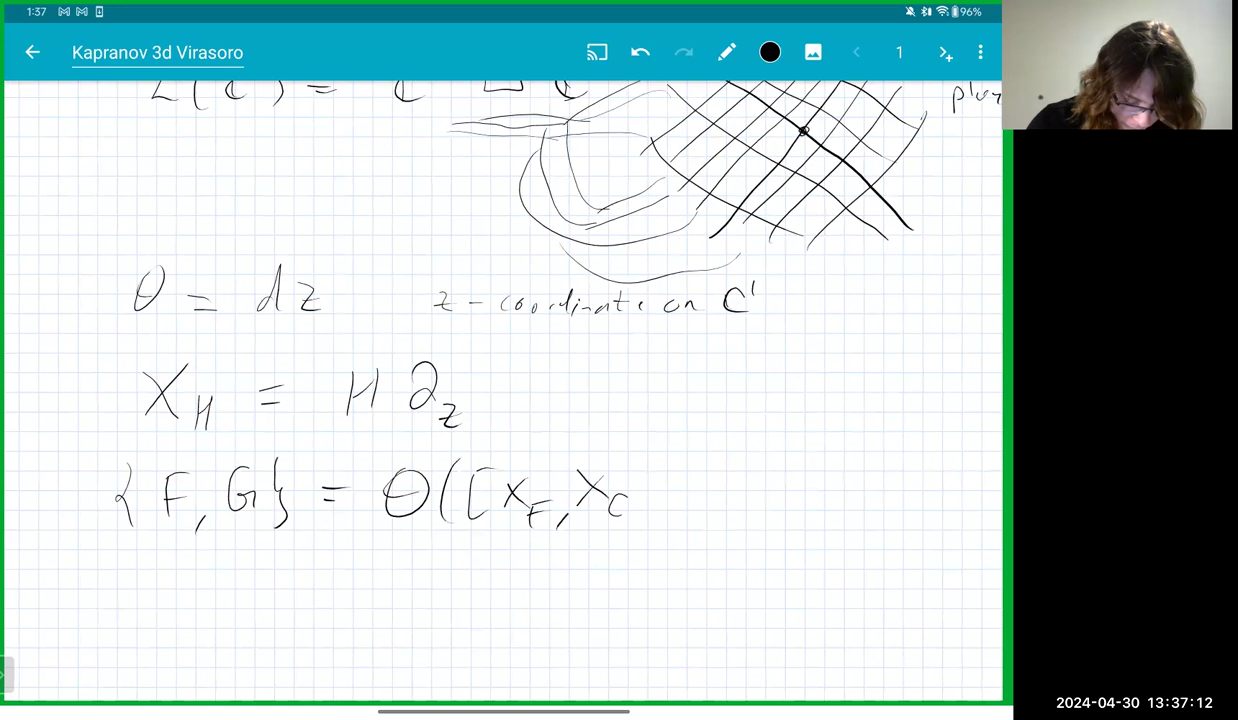 1:37
96%
Kapranov 3d Virasoro
1
θ = dz z - coordinate on C¹
X_H = H ∂_z
{F, G} = θ([X_F, X_G
2024-04-30 13:37:12